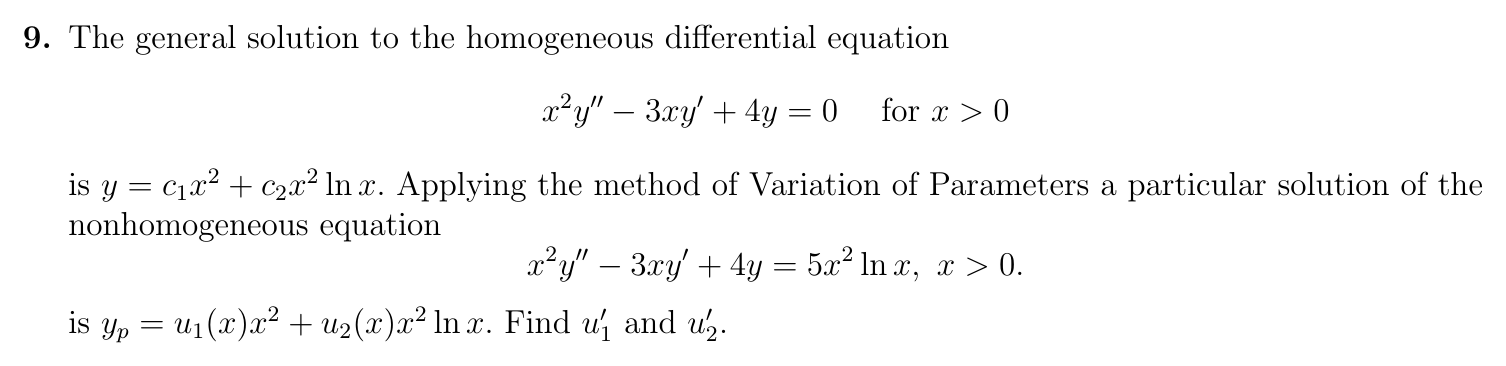 9. The general solution to the homogeneous differential equation
x²y″ − 3xy′ + 4y = 0 for x > 0
is y = c₁x² + c₂x² ln x. Applying the method of Variation of Parameters a particular solution of the
nonhomogeneous equation
x²y″ − 3xy′ + 4y = 5x² ln x, x > 0.
is yₚ = u₁(x)x² + u₂(x)x² ln x. Find u₁′ and u₂′.